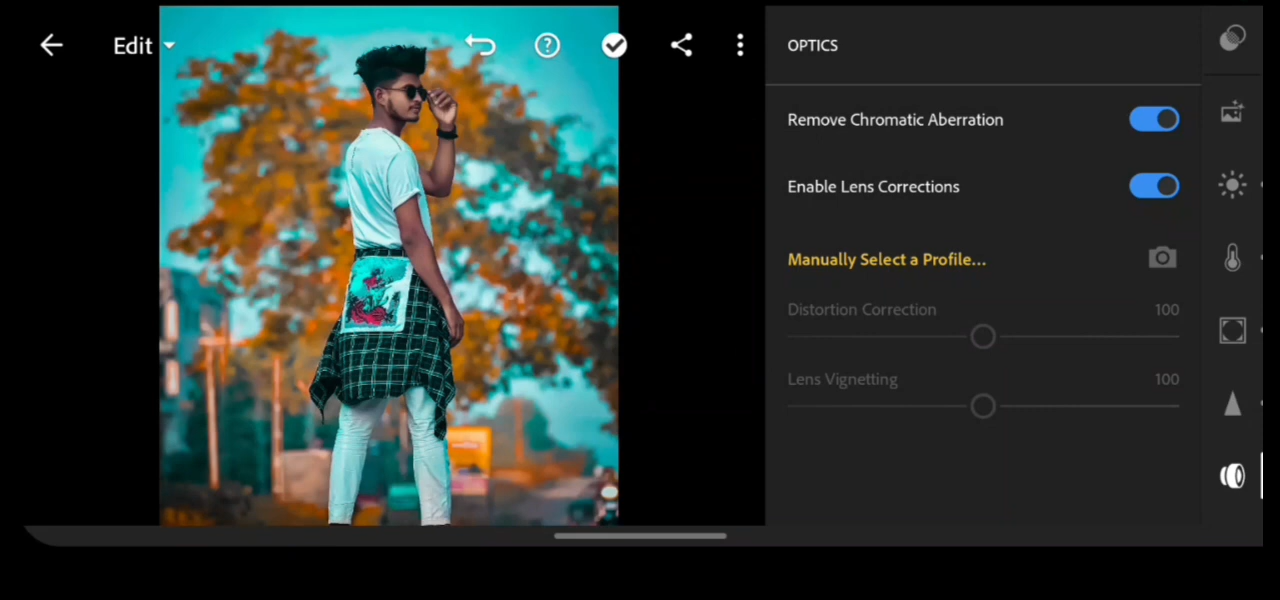 Edit
OPTICS
Remove Chromatic Aberration
Enable Lens Corrections
Manually Select a Profile...
Distortion Correction 100
Lens Vignetting 100